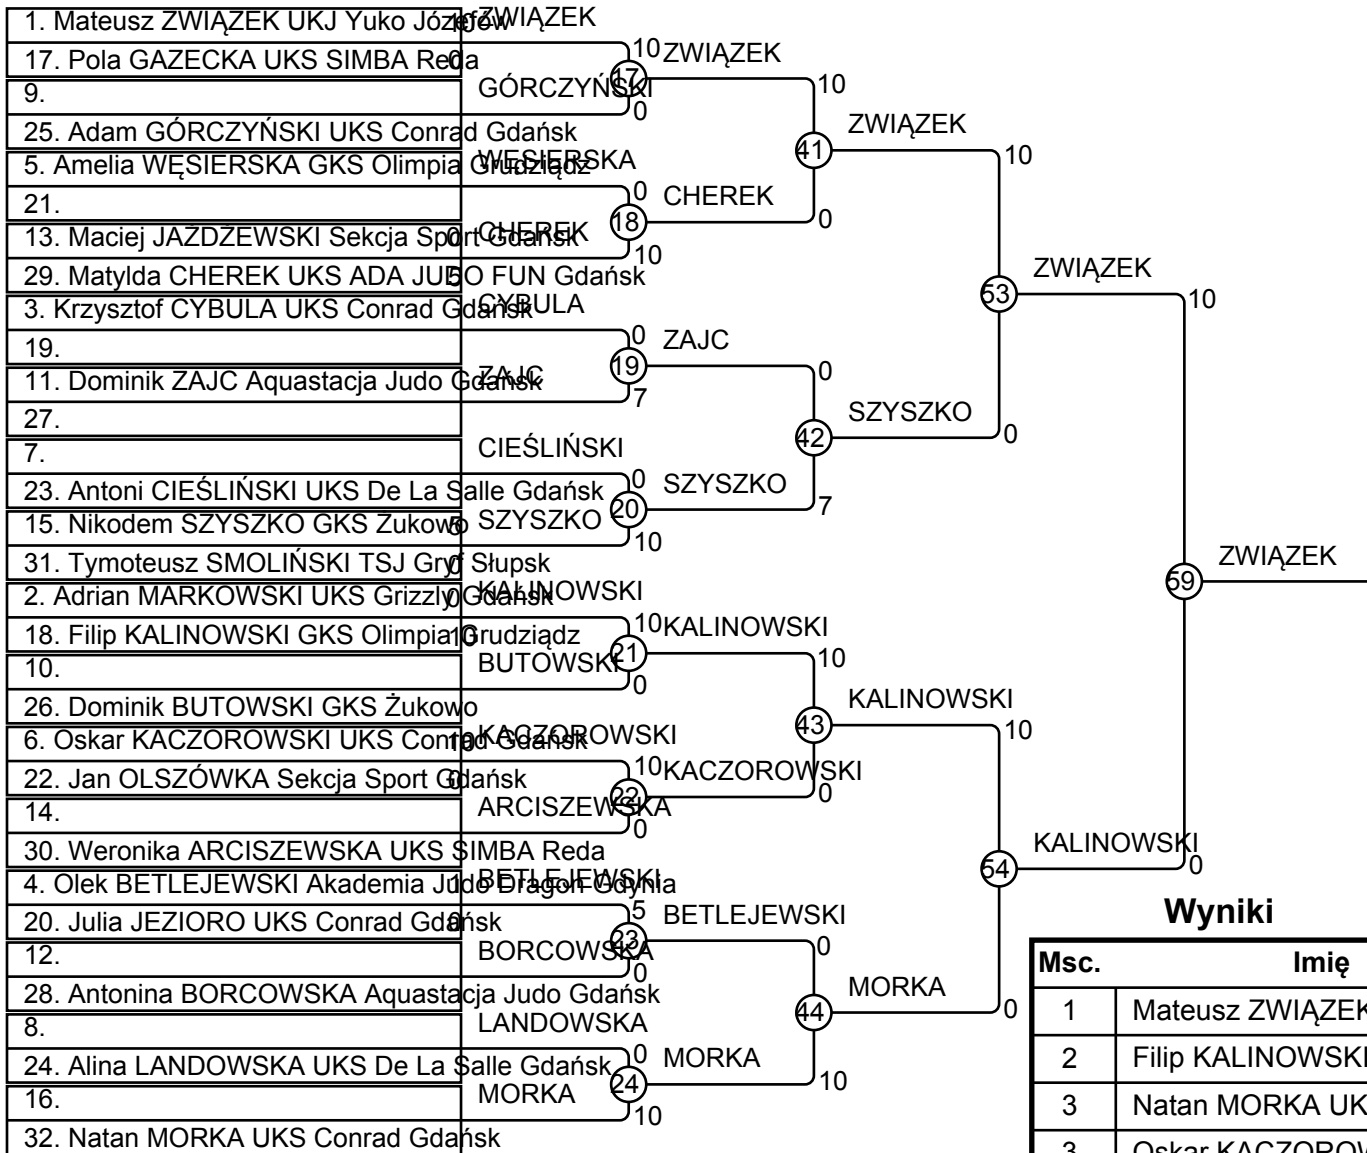 1. Mateusz ZWIĄZEK UKJ Yuko Józefów 10
17. Pola GAZECKA UKS SIMBA Reda 0
9.
25. Adam GÓRCZYŃSKI UKS Conrad Gdańsk
5. Amelia WĘSIERSKA GKS Olimpia Grudziądz
21.
13. Maciej JAŻDŻEWSKI Sekcja Sport Gdańsk 0
29. Matylda CHEREK UKS ADA JUDO FUN Gdańsk
3. Krzysztof CYBULA UKS Conrad Gdańsk
19.
11. Dominik ZAJC Aquastacja Judo Gdańsk
27.
7.
23. Antoni CIEŚLIŃSKI UKS De La Salle Gdańsk
15. Nikodem SZYSZKO GKS Żukowo
31. Tymoteusz SMOLIŃSKI TSJ Gryf Słupsk 0
2. Adrian MARKOWSKI UKS Grizzly Gdańsk 0
18. Filip KALINOWSKI GKS Olimpia Grudziądz 10
10.
26. Dominik BUTOWSKI GKS Żukowo
6. Oskar KACZOROWSKI UKS Conrad Gdańsk 10
22. Jan OLSZÓWKA Sekcja Sport Gdańsk 0
14.
30. Weronika ARCISZEWSKA UKS SIMBA Reda
4. Olek BETLEJEWSKI Akademia Judo Dragon Gdynia 1
20. Julia JEZIORO UKS Conrad Gdańsk 0
12.
28. Antonina BORCOWSKA Aquastacja Judo Gdańsk
8.
24. Alina LANDOWSKA UKS De La Salle Gdańsk
16.
32. Natan MORKA UKS Conrad Gdańsk
ZWIĄZEK
10
17
GÓRCZYŃSKI
0
WĘSIERSKA
0
18
CHEREK
10
CYBULA
0
19
ZAJC
7
CIEŚLIŃSKI
0
20
SZYSZKO
10
KALINOWSKI
10
21
BUTOWSKI
0
KACZOROWSKI
10
22
ARCISZEWSKA
0
BETLEJEWSKI
5
23
BORCOWSKA
0
LANDOWSKA
0
24
MORKA
10
ZWIĄZEK
10
41
CHEREK
0
ZAJC
0
42
SZYSZKO
7
KALINOWSKI
10
43
KACZOROWSKI
0
BETLEJEWSKI
0
44
MORKA
10
ZWIĄZEK
10
53
SZYSZKO
0
KALINOWSKI
10
54
MORKA
0
ZWIĄZEK
10
59
KALINOWSKI
0
ZWIĄZEK
Wyniki
Msc. Imię
1 Mateusz ZWIĄZEK
2 Filip KALINOWSKI
3 Natan MORKA UK
3 Oskar KACZOROW